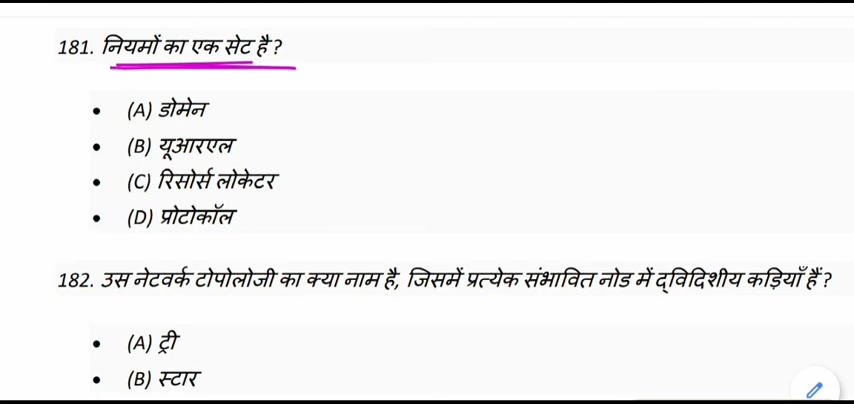 181. नियमों का एक सेट है?
• (A) डोमेन
• (B) यूआरएल
• (C) रिसोर्स लोकेटर
• (D) प्रोटोकॉल
182. उस नेटवर्क टोपोलोजी का क्या नाम है, जिसमें प्रत्येक संभावित नोड में द्विदिशीय कड़ियाँ हैं?
• (A) ट्री
• (B) स्टार